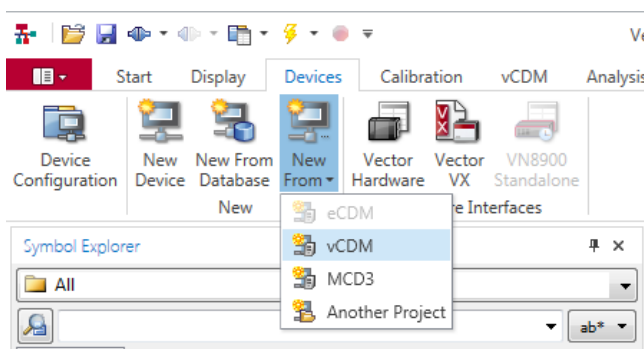 Ve
Start Display Devices Calibration vCDM Analysis
Device Configuration
New Device
New From Database
New From
Vector Hardware
Vector VX
VN8900 Standalone
New
e Interfaces
eCDM
vCDM
MCD3
Another Project
Symbol Explorer
All
ab*